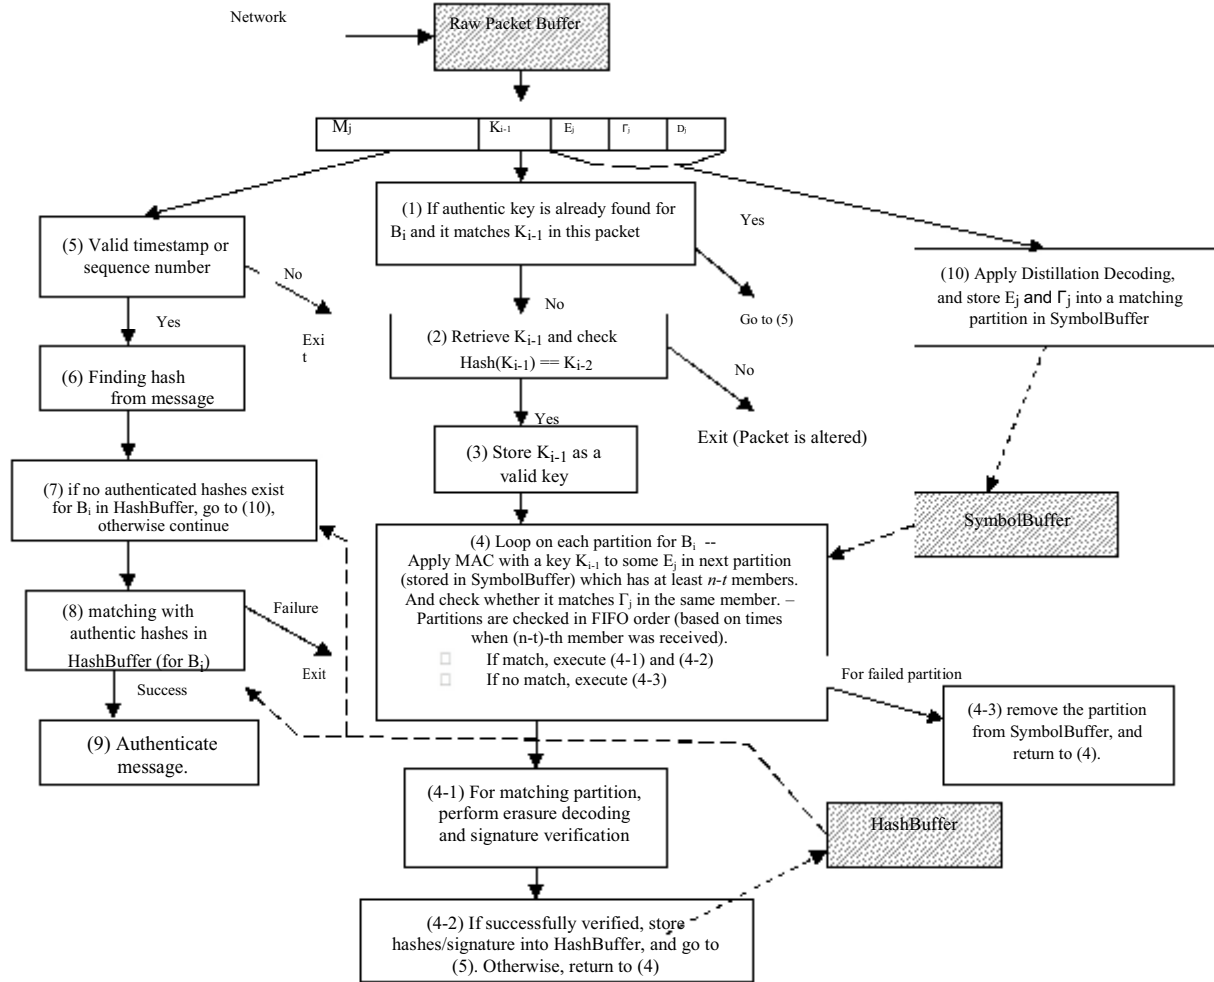 Network
Raw Packet Buffer
Mj Ki-1 Ej Γj Dj
(1) If authentic key is already found for
Bi and it matches Ki-1 in this packet
Yes
Go to (5)
No
(5) Valid timestamp or
sequence number
No
Exi
t
Yes
(10) Apply Distillation Decoding,
and store Ej and Γj into a matching
partition in SymbolBuffer
(2) Retrieve Ki-1 and check
Hash(Ki-1) == Ki-2
No
Exit (Packet is altered)
Yes
(6) Finding hash
from message
(3) Store Ki-1 as a
valid key
(7) if no authenticated hashes exist
for Bi in HashBuffer, go to (10),
otherwise continue
SymbolBuffer
(4) Loop on each partition for Bi --
Apply MAC with a key Ki-1 to some Ej in next partition
(stored in SymbolBuffer) which has at least n-t members.
And check whether it matches Γj in the same member. –
Partitions are checked in FIFO order (based on times
when (n-t)-th member was received).
If match, execute (4-1) and (4-2)
If no match, execute (4-3)
(8) matching with
authentic hashes in
HashBuffer (for Bi)
Failure
Exit
Success
For failed partition
(4-3) remove the partition
from SymbolBuffer, and
return to (4).
(9) Authenticate
message.
(4-1) For matching partition,
perform erasure decoding
and signature verification
HashBuffer
(4-2) If successfully verified, store
hashes/signature into HashBuffer, and go to
(5). Otherwise, return to (4)